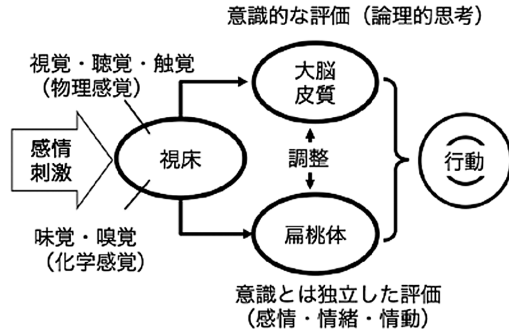 意識的な評価（論理的思考）
視覚・聴覚・触覚
（物理感覚）
大脳
皮質
感情
刺激
視床
調整
行動
味覚・嗅覚
（化学感覚）
扁桃体
意識とは独立した評価
（感情・情緒・情動）